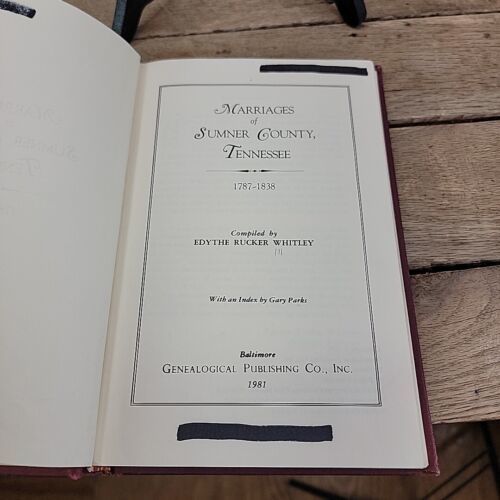 MARRIAGES
of
SUMNER COUNTY,
TENNESSEE
1787-1838
Compiled by
EDYTHE RUCKER WHITLEY
With an Index by Gary Parks
Baltimore
GENEALOGICAL PUBLISHING CO., INC.
1981